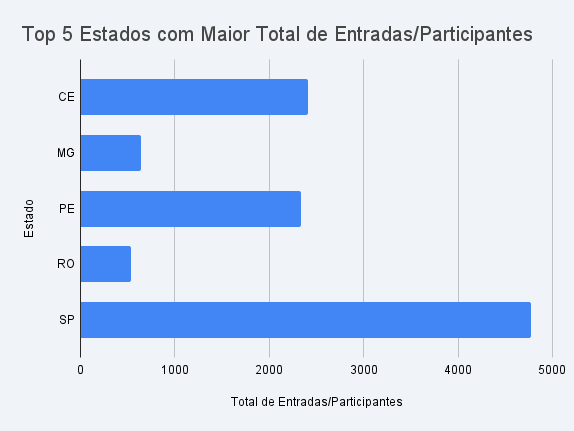 Top 5 Estados com Maior Total de Entradas/Participantes
CE
MG
PE
RO
SP
Estado
0 1000 2000 3000 4000 5000
Total de Entradas/Participantes